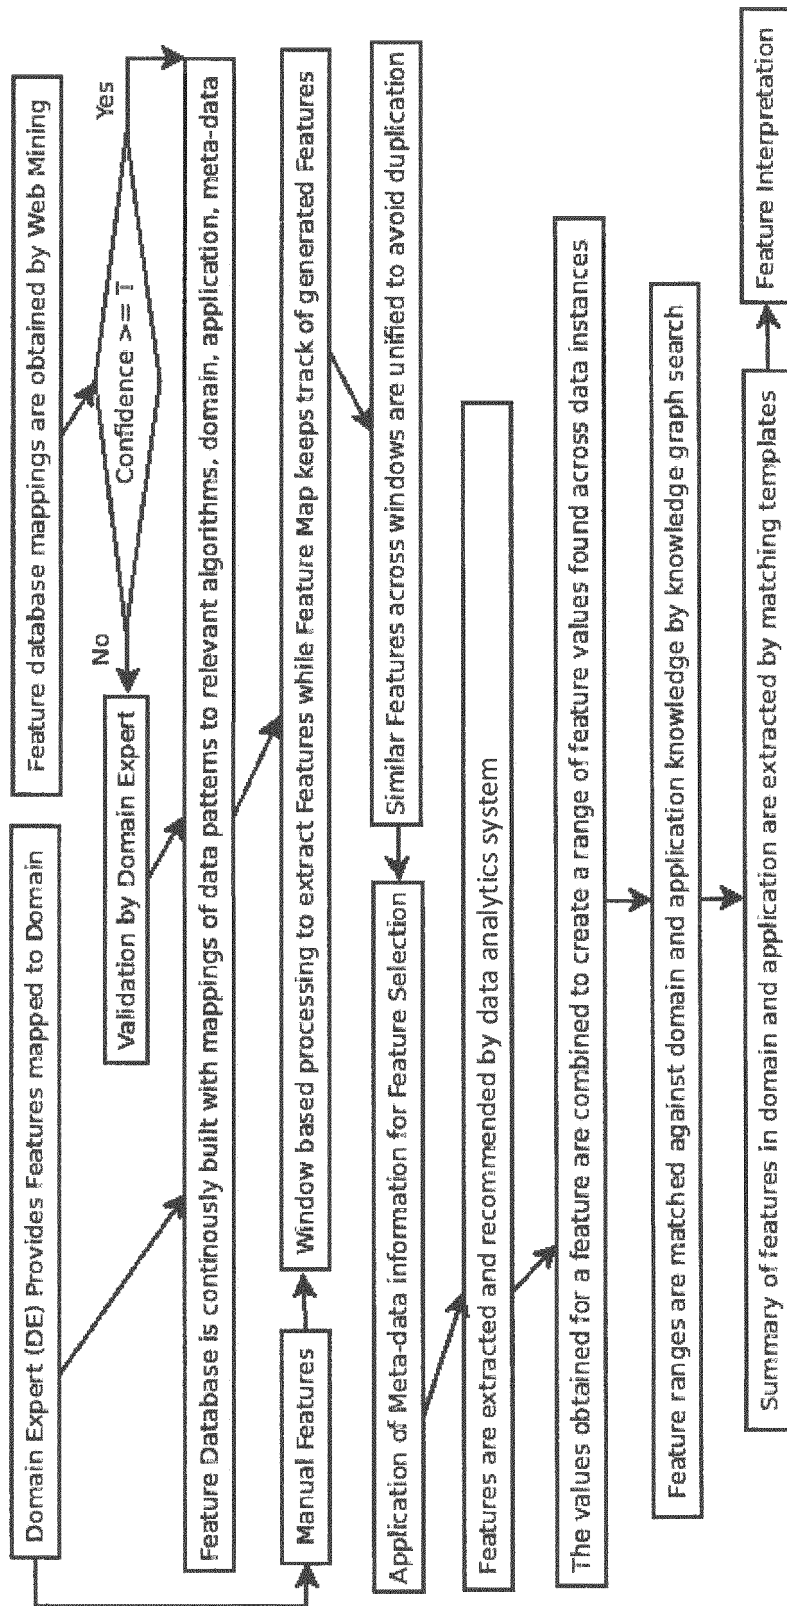 Domain Expert (DE) Provides Features mapped to Domain
Feature database mappings are obtained by Web Mining
Validation by Domain Expert
No
Confidence >= T
Yes
Feature Database is continously built with mappings of data patterns to relevant algorithms, domain, application, meta-data
Manual Features
Window based processing to extract Features while Feature Map keeps track of generated Features
Application of Meta-data information for Feature Selection
Similar Features across windows are unified to avoid duplication
Features are extracted and recommended by data analytics system
The values obtained for a feature are combined to create a range of feature values found across data instances
Feature ranges are matched against domain and application knowledge by knowledge graph search
Summary of features in domain and application are extracted by matching templates
Feature Interpretation